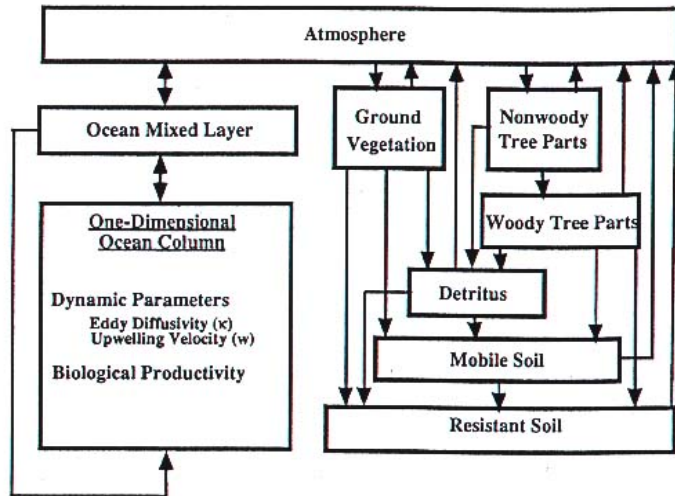 Atmosphere
Ocean Mixed Layer
One-Dimensional
Ocean Column
Dynamic Parameters
Eddy Diffusivity (κ)
Upwelling Velocity (w)
Biological Productivity
Ground
Vegetation
Nonwoody
Tree Parts
Woody Tree Parts
Detritus
Mobile Soil
Resistant Soil